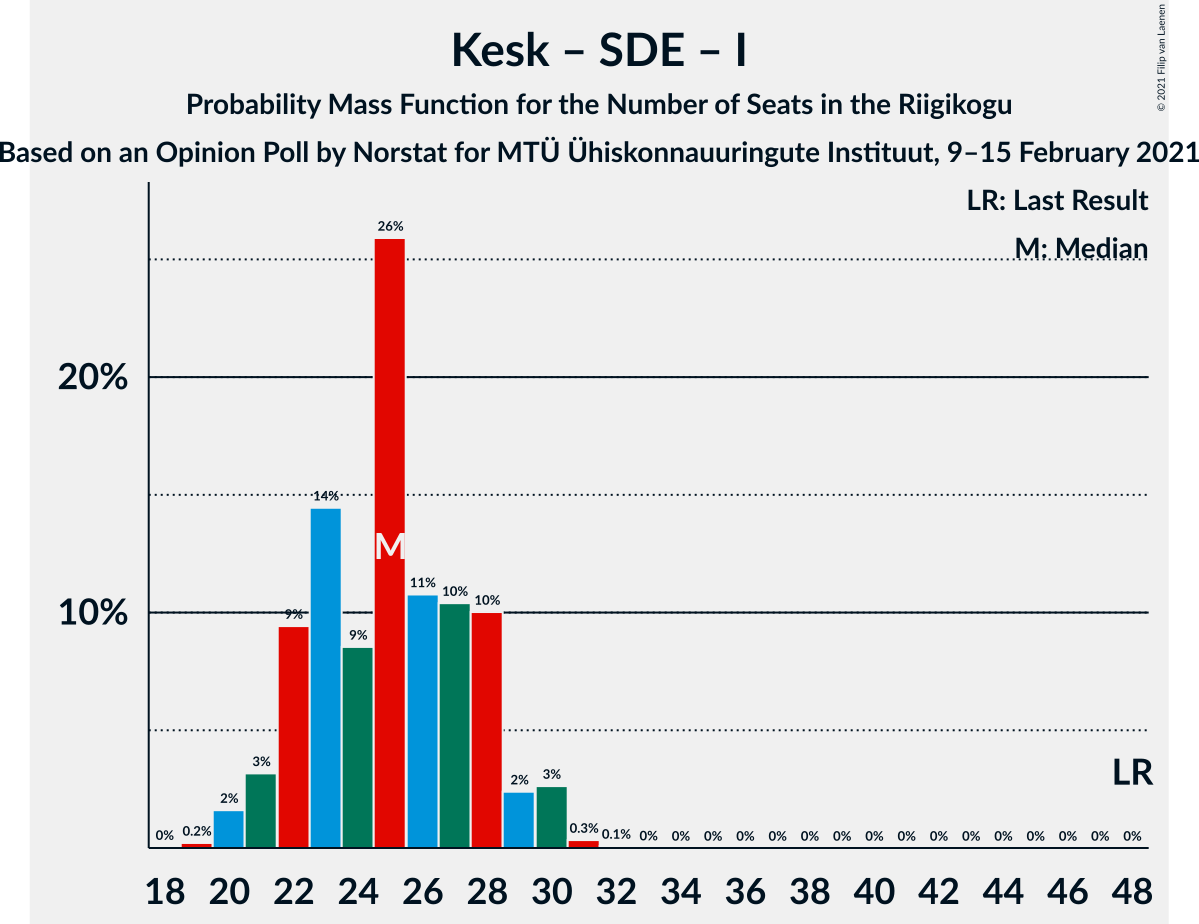 Kesk – SDE – I
Probability Mass Function for the Number of Seats in the Riigikogu
Based on an Opinion Poll by Norstat for MTÜ Ühiskonnauuringute Instituut, 9–15 February 2021
© 2021 Filip van Laenen
LR: Last Result
M: Median
20%
10%
0% 0.2% 2% 3% 9% 14% 9% 26% 11% 10% 10% 2% 3% 0.3% 0.1% 0% 0% 0% 0% 0% 0% 0% 0% 0% 0% 0% 0% 0% 0% 0% 0%
M
LR
18 20 22 24 26 28 30 32 34 36 38 40 42 44 46 48